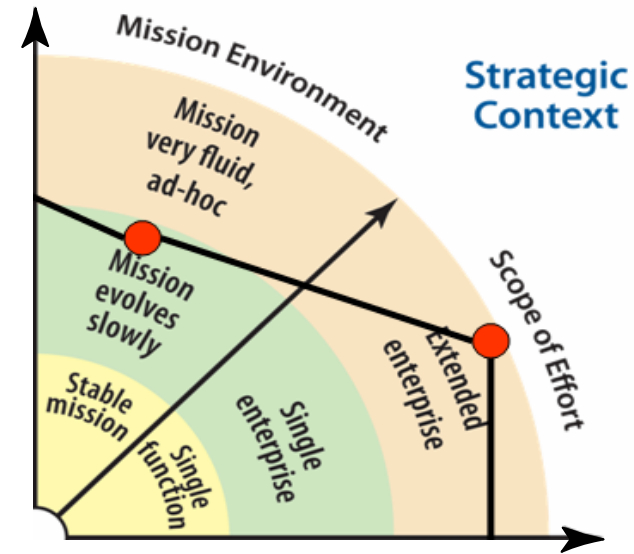 Mission Environment
Strategic
Context
Mission
very fluid,
ad-hoc
Scope of Effort
Mission
evolves
slowly
Extended
enterprise
Stable
mission
Single
enterprise
Single
function